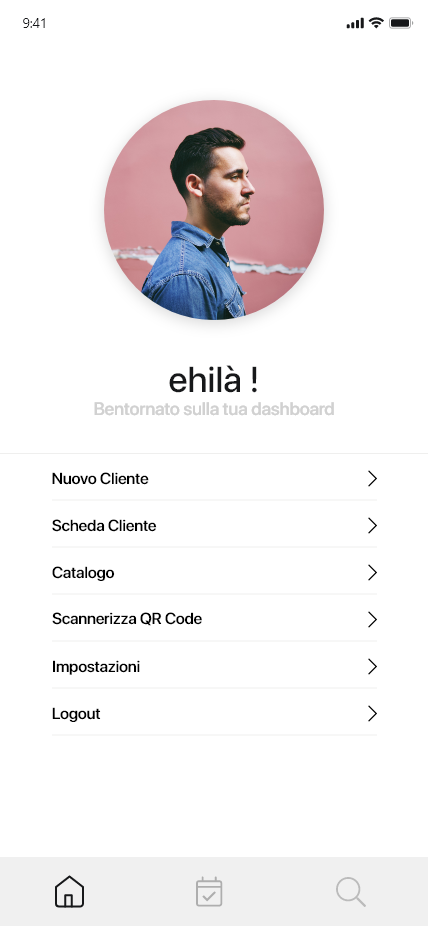 9:41
ehilà !
Bentornato sulla tua dashboard
Nuovo Cliente
Scheda Cliente
Catalogo
Scannerizza QR Code
Impostazioni
Logout